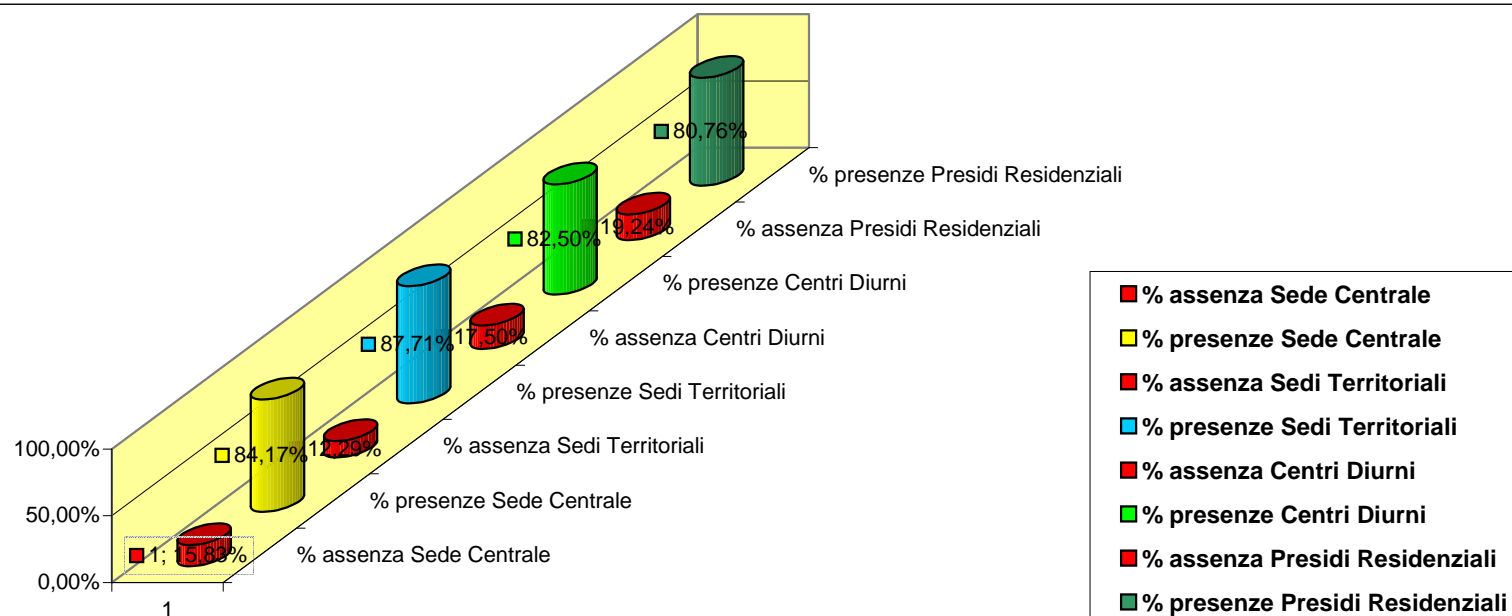 80,76%
% presenze Presidi Residenziali
19,24%
% assenza Presidi Residenziali
82,50%
% presenze Centri Diurni
17,50%
% assenza Centri Diurni
87,71%
% presenze Sedi Territoriali
12,29%
% assenza Sedi Territoriali
84,17%
% presenze Sede Centrale
1; 15,83%
% assenza Sede Centrale
100,00%
50,00%
0,00%
1
% assenza Sede Centrale
% presenze Sede Centrale
% assenza Sedi Territoriali
% presenze Sedi Territoriali
% assenza Centri Diurni
% presenze Centri Diurni
% assenza Presidi Residenziali
% presenze Presidi Residenziali